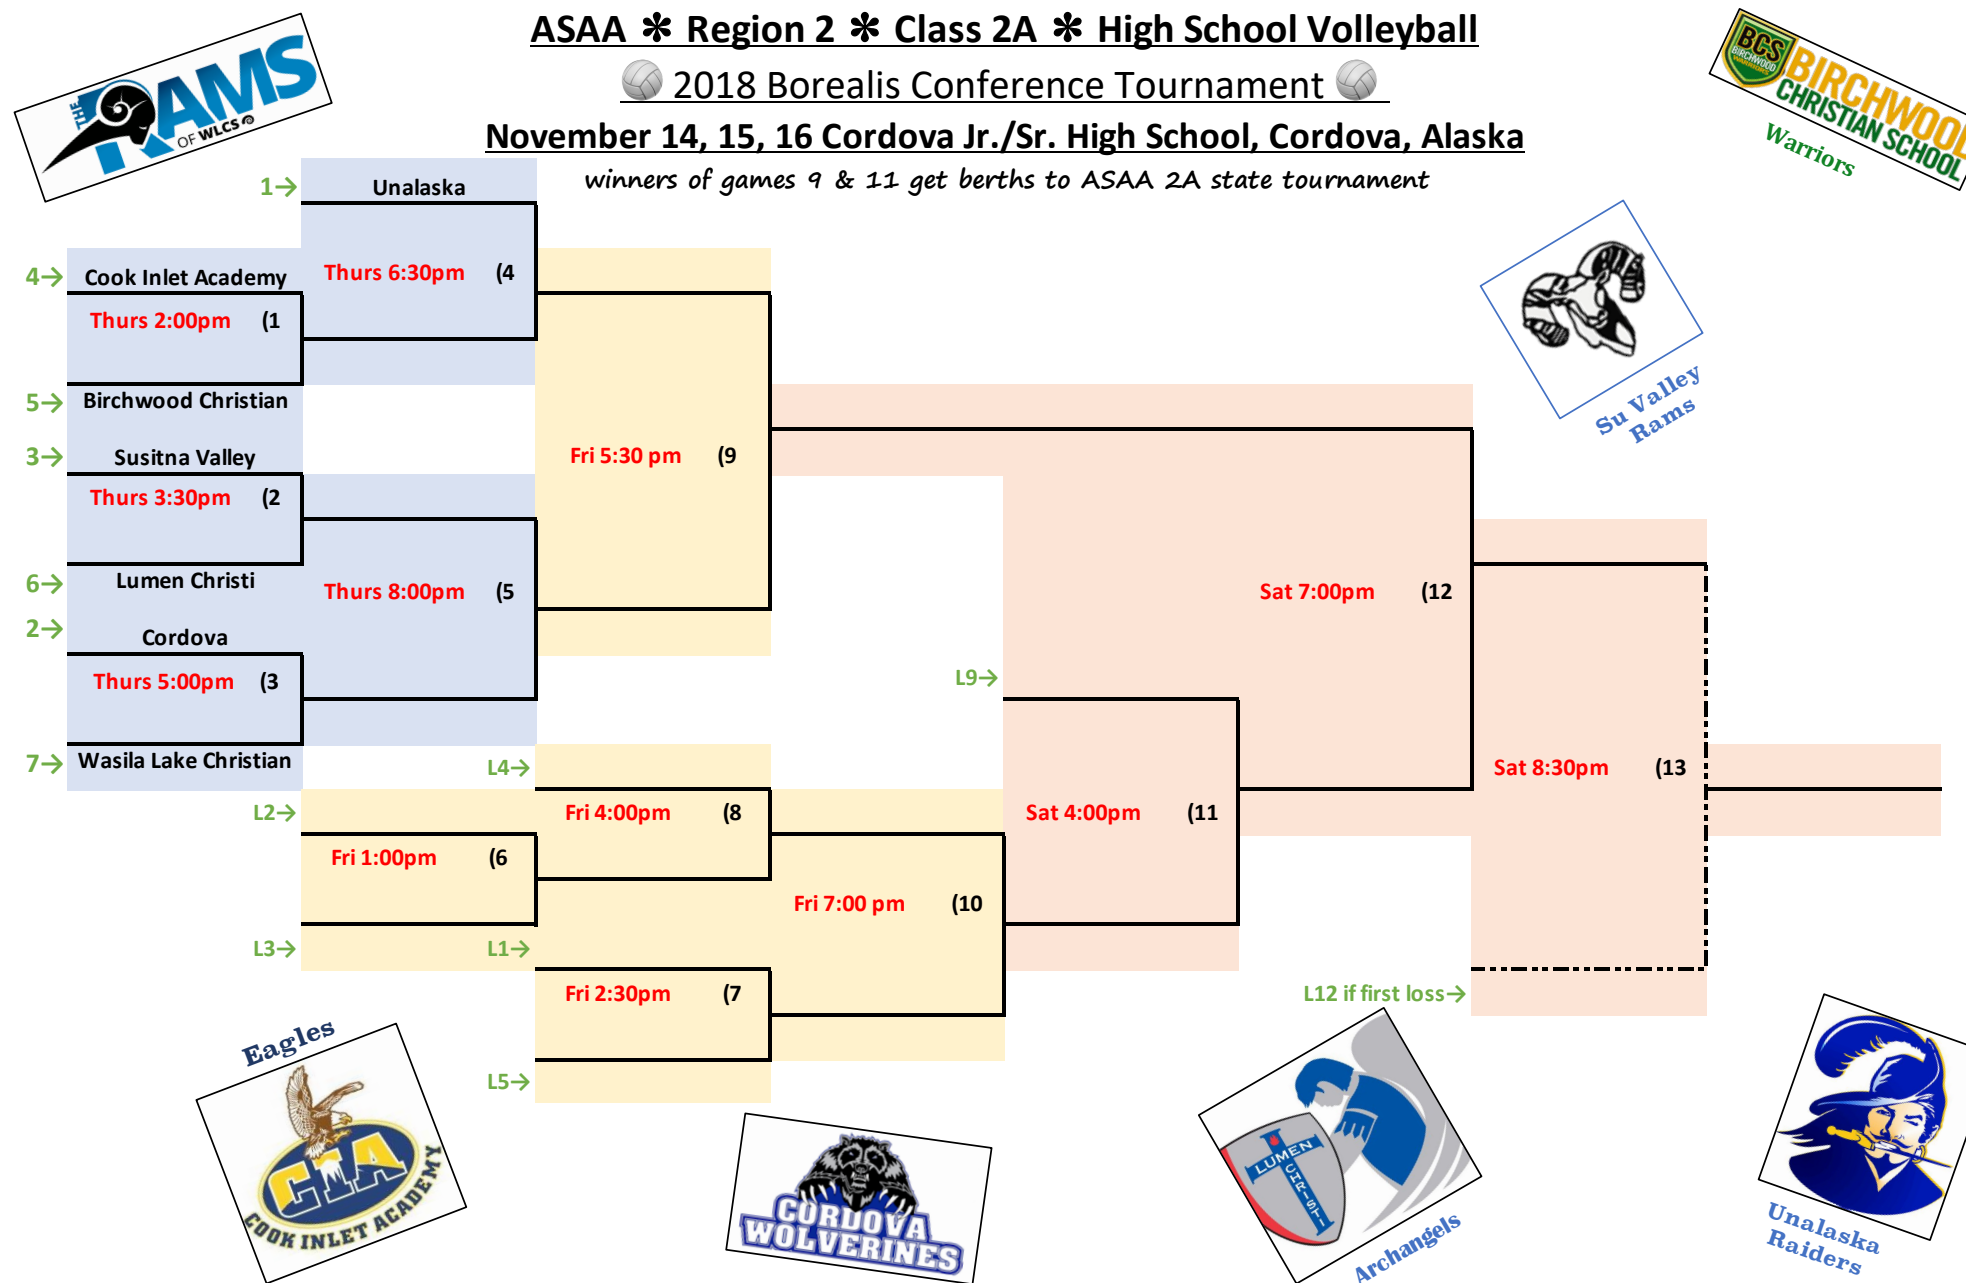 ASAA ✻ Region 2 ✻ Class 2A ✻ High School Volleyball
2018 Borealis Conference Tournament
November 14, 15, 16 Cordova Jr./Sr. High School, Cordova, Alaska
winners of games 9 & 11 get berths to ASAA 2A state tournament
THE RAMS
OF WLCS
BCS
BIRCHWOOD
WARRIORS
BIRCHWOOD
CHRISTIAN SCHOOL
Warriors
1→ Unalaska
4→ Cook Inlet Academy
Thurs 6:30pm (4
Thurs 2:00pm (1
5→ Birchwood Christian
Su Valley
Rams
3→ Susitna Valley
Fri 5:30 pm (9
Thurs 3:30pm (2
6→ Lumen Christi
Thurs 8:00pm (5
Sat 7:00pm (12
2→ Cordova
Thurs 5:00pm (3
L9→
7→ Wasila Lake Christian
L4→
Sat 8:30pm (13
L2→
Fri 4:00pm (8
Sat 4:00pm (11
Fri 1:00pm (6
Fri 7:00 pm (10
L3→
L1→
Fri 2:30pm (7
L12 if first loss→
L5→
Eagles
CIA
COOK INLET ACADEMY
CORDOVA
WOLVERINES
LUMEN
CHRISTI
Archangels
Unalaska
Raiders